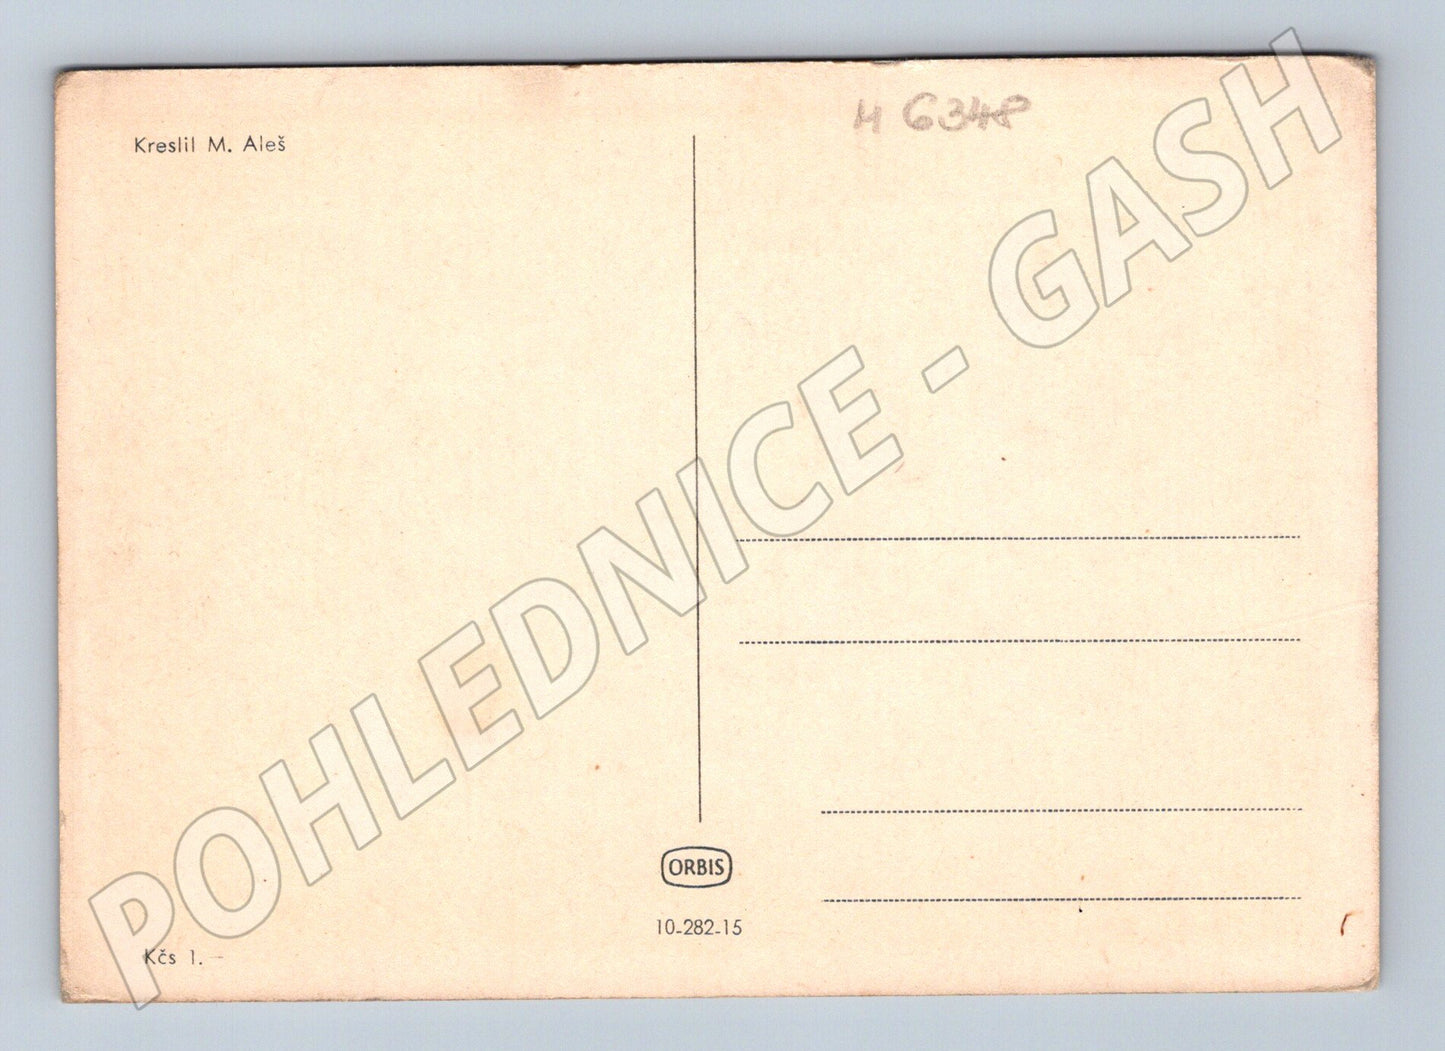 M 6348
Kreslil M. Aleš
POHLEDNICE - GASH
ORBIS
10-282-15
Kčs 1.-